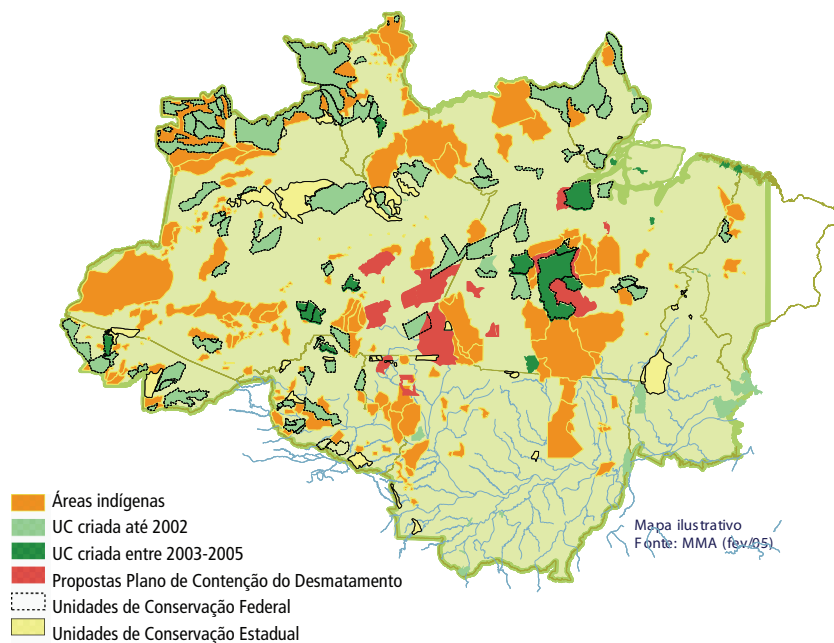 Áreas indígenas
UC criada até 2002
UC criada entre 2003-2005
Propostas Plano de Contenção do Desmatamento
Unidades de Conservação Federal
Unidades de Conservação Estadual
Mapa ilustrativo
Fonte: MMA (fev/05)